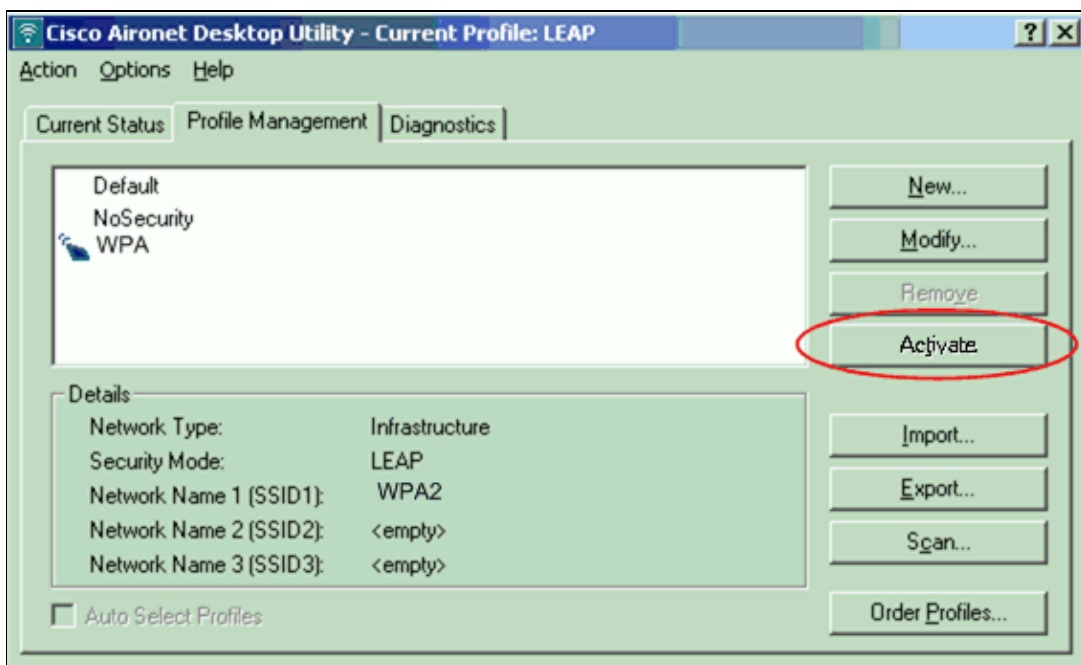 Cisco Aironet Desktop Utility - Current Profile: LEAP
Action Options Help
Current Status Profile Management Diagnostics
Default
NoSecurity
WPA
New...
Modify...
Remove
Activate
Details
Network Type: Infrastructure
Security Mode: LEAP
Network Name 1 (SSID1): WPA2
Network Name 2 (SSID2): <empty>
Network Name 3 (SSID3): <empty>
Import...
Export...
Scan...
Auto Select Profiles
Order Profiles...